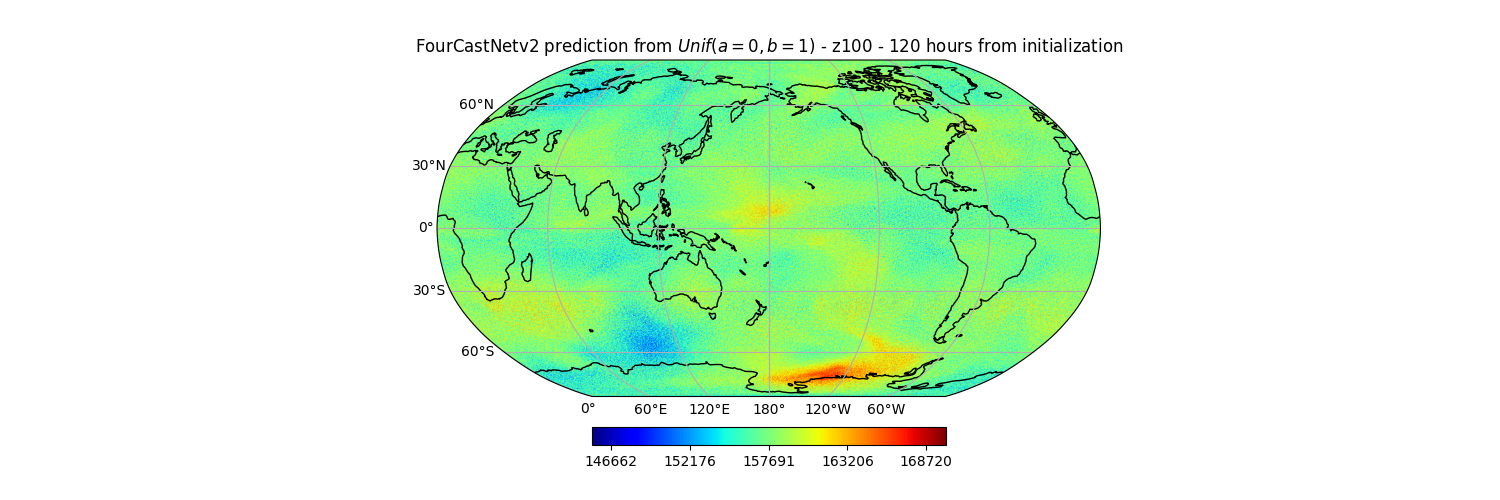 FourCastNetv2 prediction from Unif(a = 0, b = 1) - z100 - 120 hours from initialization
60°N
30°N
0°
30°S
60°S
0° 60°E 120°E 180° 120°W 60°W
146662 152176 157691 163206 168720